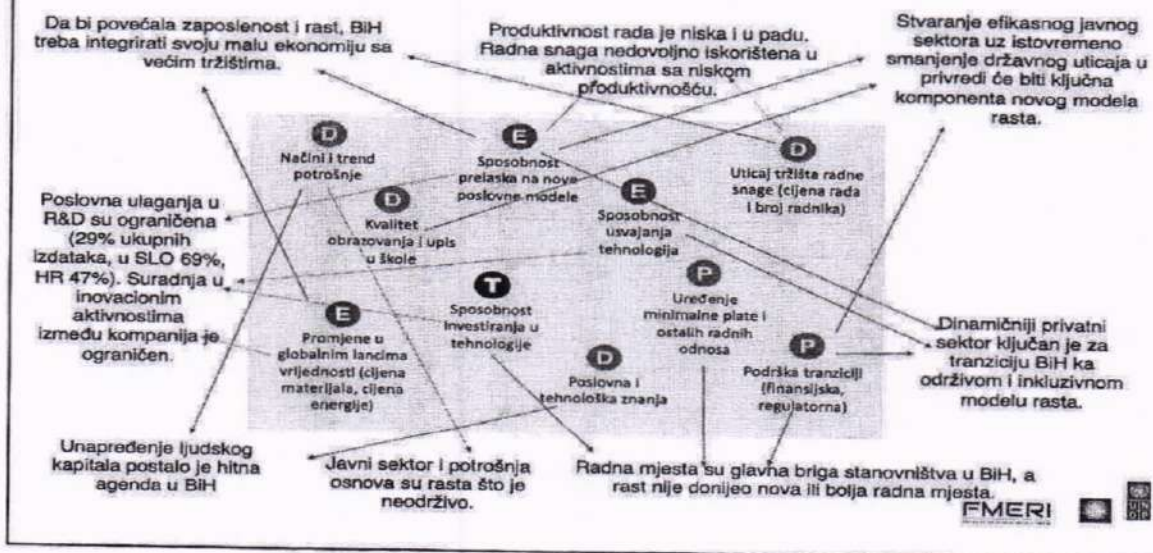 Da bi povećala zaposlenost i rast, BiH
treba integrirati svoju malu ekonomiju sa
većim tržištima.
Produktivnost rada je niska i u padu.
Radna snaga nedovoljno iskorištena u
aktivnostima sa niskom
produktivnošću.
Stvaranje efikasnog javnog
sektora uz istovremeno
smanjenje državnog uticaja u
privredi će biti ključna
komponenta novog modela
rasta.
D
Načini i trend
potrošnje
E
Sposobnost
prelaska na nove
poslovne modele
D
Uticaj tržišta radne
snage (cijena rada
i broj radnika)
Poslovna ulaganja u
R&D su ograničena
(29% ukupnih
izdataka, u SLO 69%,
HR 47%). Suradnja u
inovacionim
aktivnostima
između kompanija je
ograničen.
D
Kvalitet
obrazovanja i upis
u škole
E
Sposobnost
usvajanja
tehnologija
E
Promjene u
globalnim lancima
vrijednosti (cijena
materijala, cijena
energije)
T
Sposobnost
investiranja u
tehnologije
P
Uređenje
minimalne plate i
ostalih radnih
odnosa
D
Poslovna i
tehnološka znanja
P
Podrška tranziciji
(finansijska,
regulatorna)
Dinamičniji privatni
sektor ključan je za
tranziciju BiH ka
održivom i inkluzivnom
modelu rasta.
Unapređenje ljudskog
kapitala postalo je hitna
agenda u BiH
Javni sektor i potrošnja
osnova su rasta što je
neodrživo.
Radna mjesta su glavna briga stanovništva u BiH, a
rast nije donijeo nova ili bolja radna mjesta.
FMERI